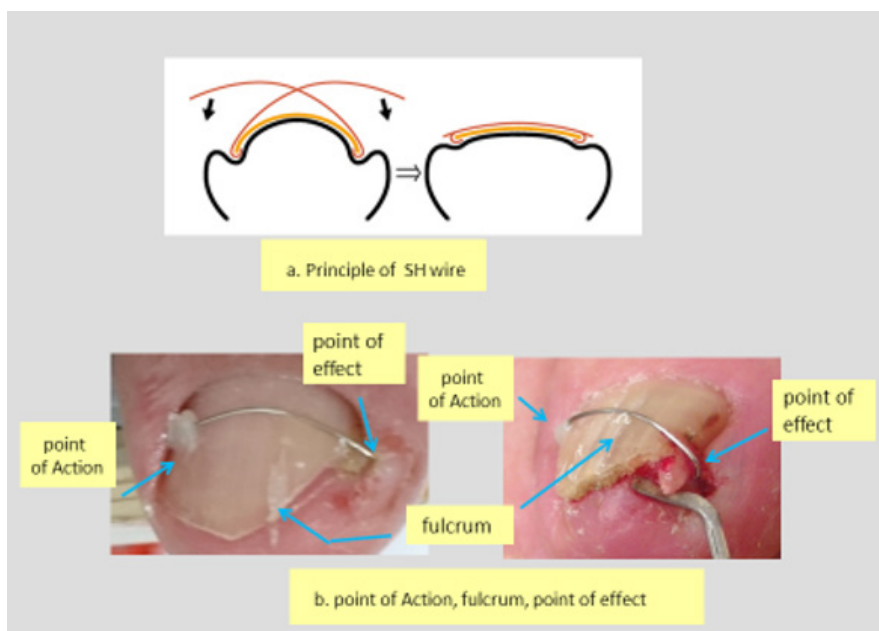 a. Principle of SH wire
point of
effect
point
of Action
point
of Action
point of
effect
fulcrum
b. point of Action, fulcrum, point of effect